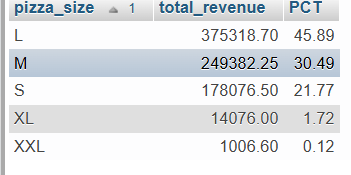 pizza_size 1 total_revenue PCT
L 375318.70 45.89
M 249382.25 30.49
S 178076.50 21.77
XL 14076.00 1.72
XXL 1006.60 0.12